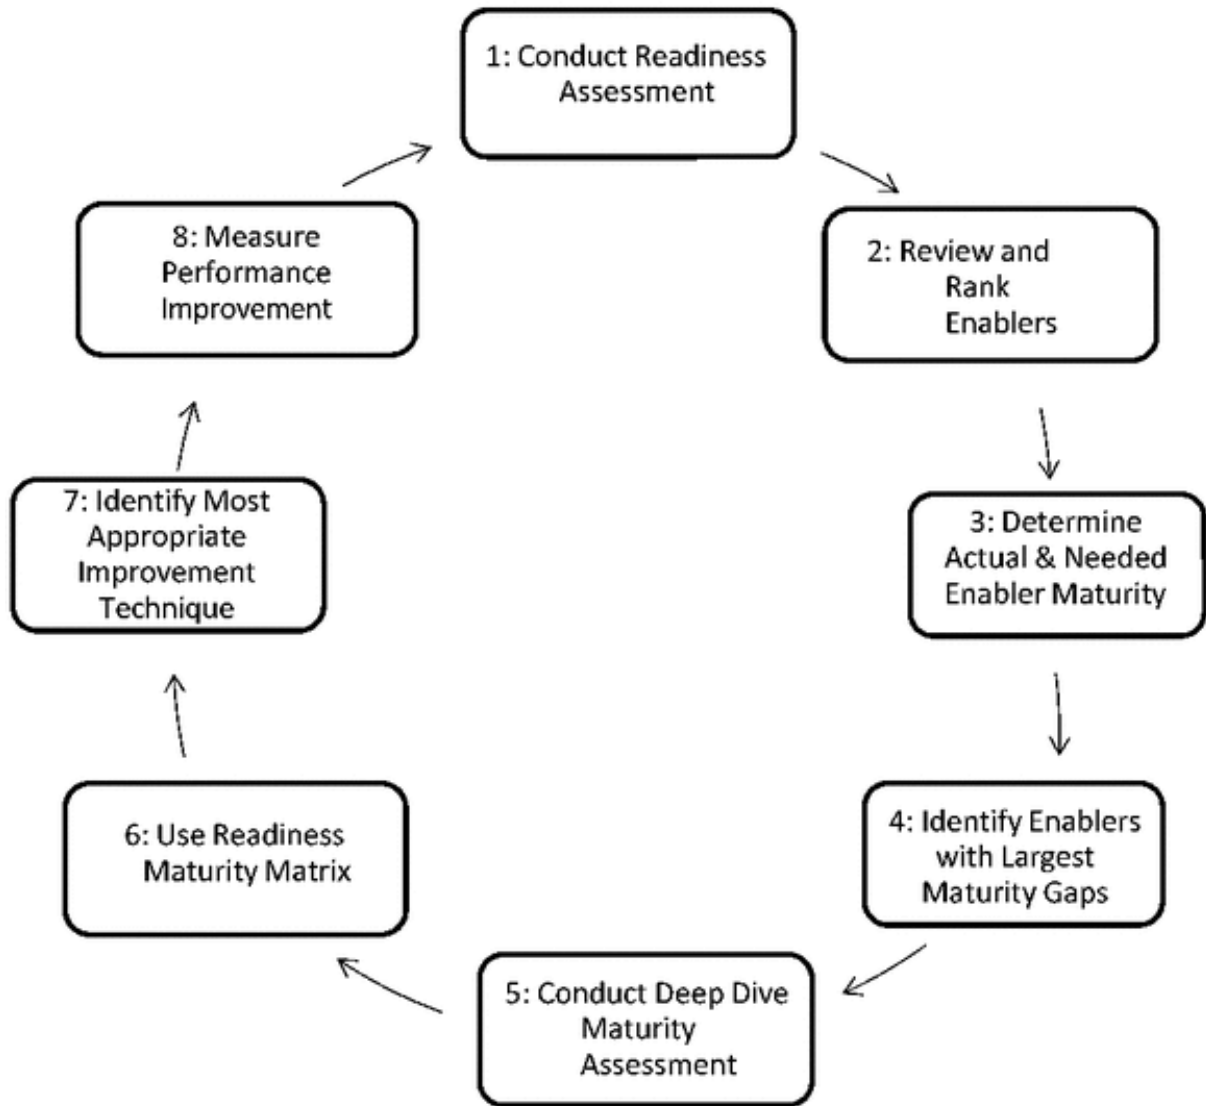 1: Conduct Readiness
Assessment
2: Review and
Rank
Enablers
3: Determine
Actual & Needed
Enabler Maturity
4: Identify Enablers
with Largest
Maturity Gaps
5: Conduct Deep Dive
Maturity
Assessment
6: Use Readiness
Maturity Matrix
7: Identify Most
Appropriate
Improvement
Technique
8: Measure
Performance
Improvement